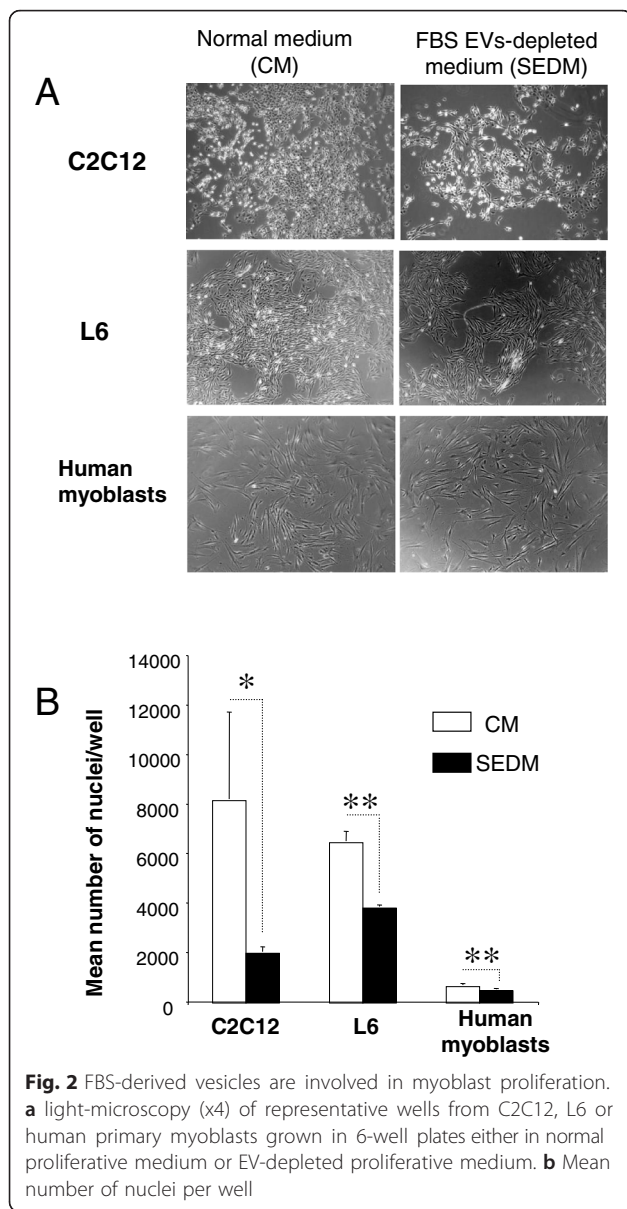 Normal medium
(CM)
FBS EVs-depleted
medium (SEDM)
A
C2C12
L6
Human
myoblasts
B
Mean number of nuclei/well
14000
12000
10000
8000
6000
4000
2000
0
*
**
**
CM
SEDM
C2C12
L6
Human
myoblasts
Fig. 2 FBS-derived vesicles are involved in myoblast proliferation.
a light-microscopy (x4) of representative wells from C2C12, L6 or
human primary myoblasts grown in 6-well plates either in normal
proliferative medium or EV-depleted proliferative medium. b Mean
number of nuclei per well